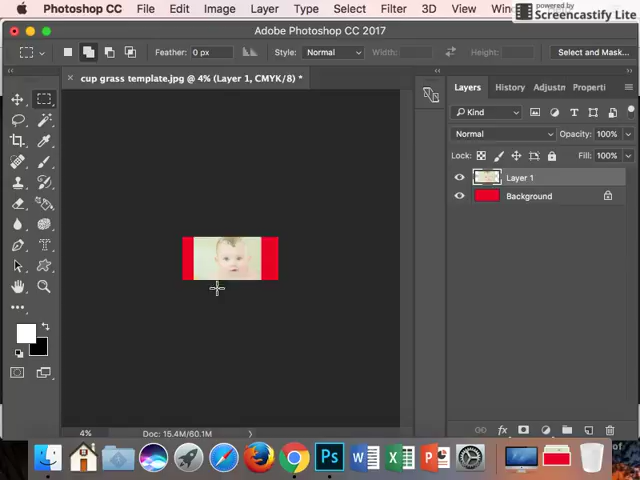 Photoshop CC File Edit Image Layer Type Select Filter 3D View
powered by
Screencastify Lite
Adobe Photoshop CC 2017
Feather: 0 px Style: Normal Width: Height: Select and Mask...
cup grass template.jpg @ 4% (Layer 1, CMYK/8) *
Layers History Properti
Kind
Normal Opacity: 100%
Lock: Fill: 100%
Layer 1
Background
4% Doc: 15.4M/60.1M